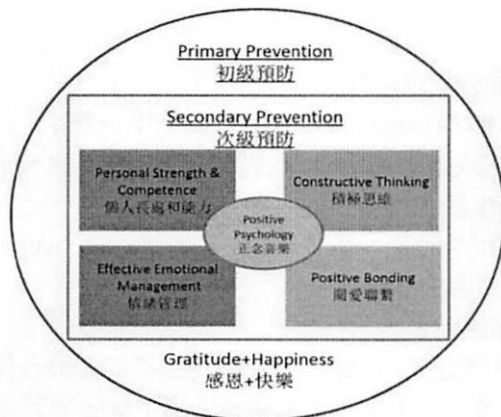 Primary Prevention
初級預防
Secondary Prevention
次級預防
Personal Strength &
Competence
個人長處和能力
Constructive Thinking
積極思維
Positive
Psychology
正念喜樂
Effective Emotional
Management
情緒管理
Positive Bonding
關愛聯繫
Gratitude+Happiness
感恩+快樂